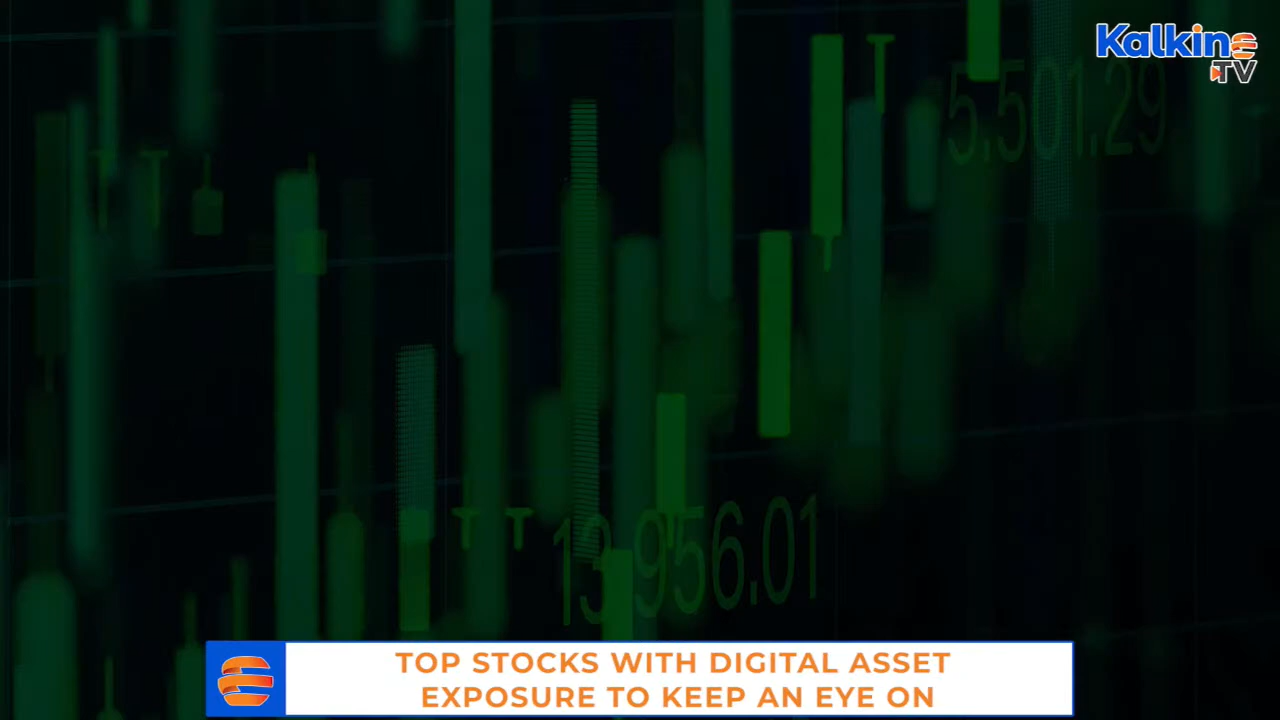 Kalkine
TV
5.501.29
13.956.01
TOP STOCKS WITH DIGITAL ASSET
EXPOSURE TO KEEP AN EYE ON